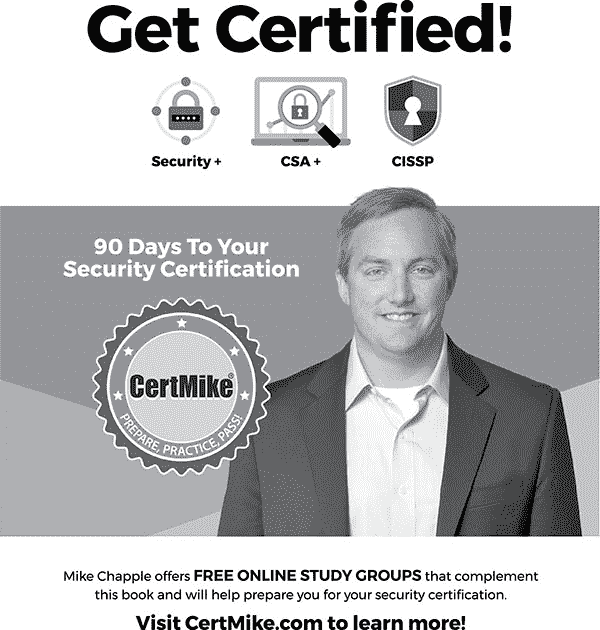 Get Certified!
Security +
CSA +
CISSP
90 Days To Your
Security Certification
CertMike®
PREPARE, PRACTICE, PASS!
Mike Chapple offers FREE ONLINE STUDY GROUPS that complement
this book and will help prepare you for your security certification.
Visit CertMike.com to learn more!